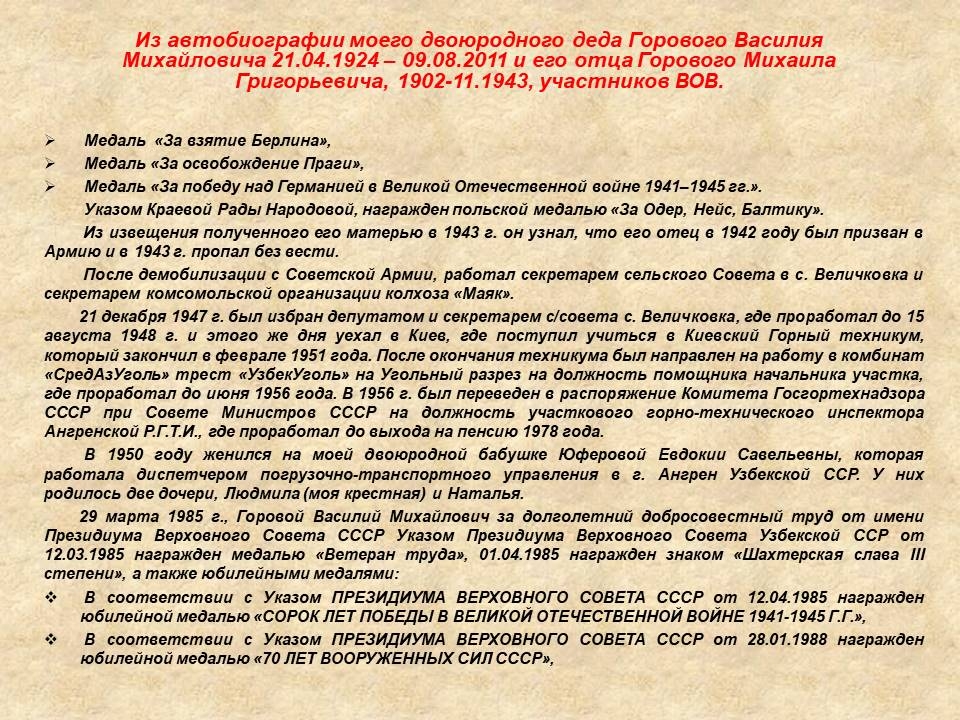 Из автобиографии моего двоюродного деда Горового Василия
Михайловича 21.04.1924 – 09.08.2011 и его отца Горового Михаила
Григорьевича, 1902-11.1943, участников ВОВ.
Медаль «За взятие Берлина»,
Медаль «За освобождение Праги»,
Медаль «За победу над Германией в Великой Отечественной войне 1941–1945 гг.».
Указом Краевой Рады Народовой, награжден польской медалью «За Одер, Нейс, Балтику».
Из извещения полученного его матерью в 1943 г. он узнал, что его отец в 1942 году был призван в
Армию и в 1943 г. пропал без вести.
После демобилизации с Советской Армии, работал секретарем сельского Совета в с. Величковка и
секретарем комсомольской организации колхоза «Маяк».
21 декабря 1947 г. был избран депутатом и секретарем с/совета с. Величковка, где проработал до 15
августа 1948 г. и этого же дня уехал в Киев, где поступил учиться в Киевский Горный техникум,
который закончил в феврале 1951 года. После окончания техникума был направлен на работу в комбинат
«СредАзУголь» трест «УзбекУголь» на Угольный разрез на должность помощника начальника участка,
где проработал до июня 1956 года. В 1956 г. был переведен в распоряжение Комитета Госгортехнадзора
СССР при Совете Министров СССР на должность участкового горно-технического инспектора
Ангренской Р.Г.Т.И., где проработал до выхода на пенсию 1978 года.
В 1950 году женился на моей двоюродной бабушке Юферовой Евдокии Савельевны, которая
работала диспетчером погрузочно-транспортного управления в г. Ангрен Узбекской ССР. У них
родилось две дочери, Людмила (моя крестная) и Наталья.
29 марта 1985 г., Горовой Василий Михайлович за долголетний добросовестный труд от имени
Президиума Верховного Совета СССР Указом Президиума Верховного Совета Узбекской ССР от
12.03.1985 награжден медалью «Ветеран труда», 01.04.1985 награжден знаком «Шахтерская слава III
степени», а также юбилейными медалями:
В соответствии с Указом ПРЕЗИДИУМА ВЕРХОВНОГО СОВЕТА СССР от 12.04.1985 награжден
юбилейной медалью «СОРОК ЛЕТ ПОБЕДЫ В ВЕЛИКОЙ ОТЕЧЕСТВЕННОЙ ВОЙНЕ 1941-1945 Г.Г.»,
В соответствии с Указом ПРЕЗИДИУМА ВЕРХОВНОГО СОВЕТА СССР от 28.01.1988 награжден
юбилейной медалью «70 ЛЕТ ВООРУЖЕННЫХ СИЛ СССР»,